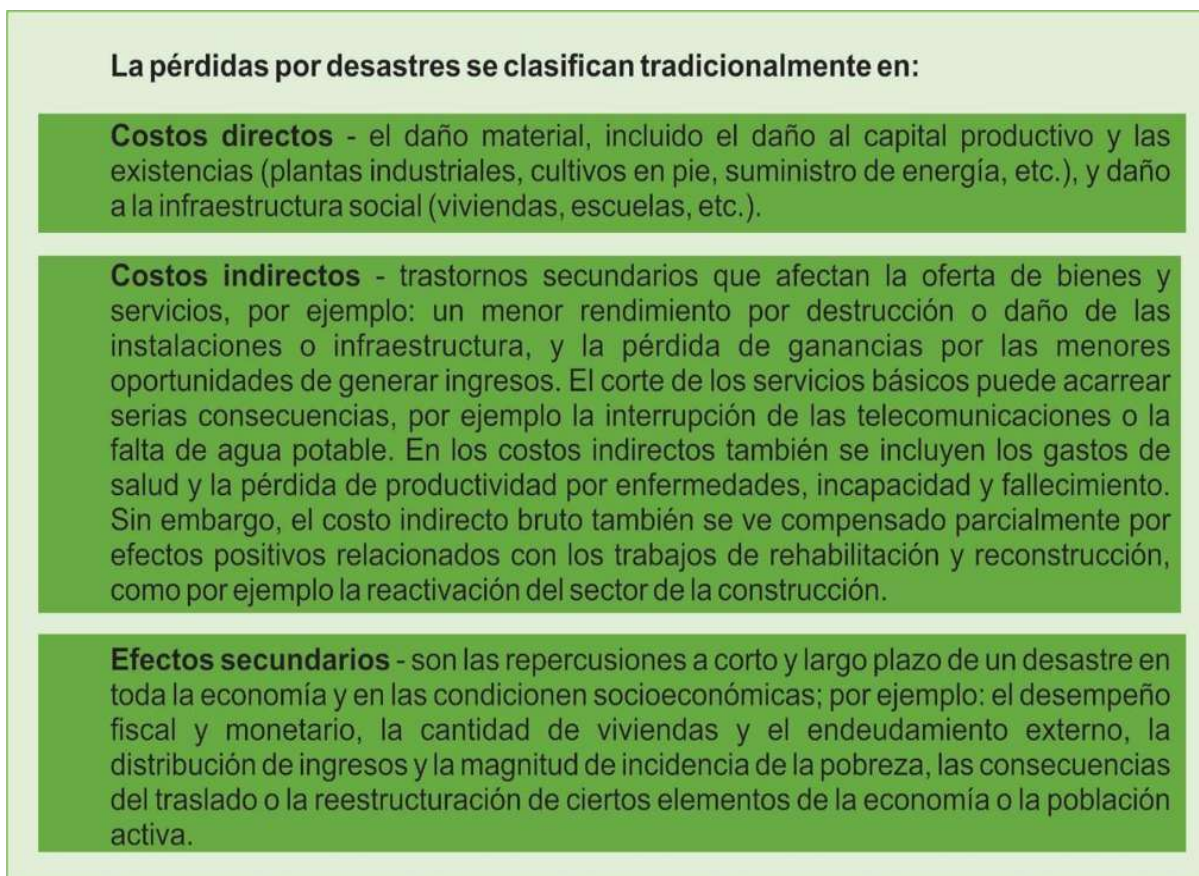 La pérdidas por desastres se clasifican tradicionalmente en:
Costos directos - el daño material, incluido el daño al capital productivo y las
existencias (plantas industriales, cultivos en pie, suministro de energía, etc.), y daño
a la infraestructura social (viviendas, escuelas, etc.).
Costos indirectos - trastornos secundarios que afectan la oferta de bienes y
servicios, por ejemplo: un menor rendimiento por destrucción o daño de las
instalaciones o infraestructura, y la pérdida de ganancias por las menores
oportunidades de generar ingresos. El corte de los servicios básicos puede acarrear
serias consecuencias, por ejemplo la interrupción de las telecomunicaciones o la
falta de agua potable. En los costos indirectos también se incluyen los gastos de
salud y la pérdida de productividad por enfermedades, incapacidad y fallecimiento.
Sin embargo, el costo indirecto bruto también se ve compensado parcialmente por
efectos positivos relacionados con los trabajos de rehabilitación y reconstrucción,
como por ejemplo la reactivación del sector de la construcción.
Efectos secundarios - son las repercusiones a corto y largo plazo de un desastre en
toda la economía y en las condicionen socioeconómicas; por ejemplo: el desempeño
fiscal y monetario, la cantidad de viviendas y el endeudamiento externo, la
distribución de ingresos y la magnitud de incidencia de la pobreza, las consecuencias
del traslado o la reestructuración de ciertos elementos de la economía o la población
activa.